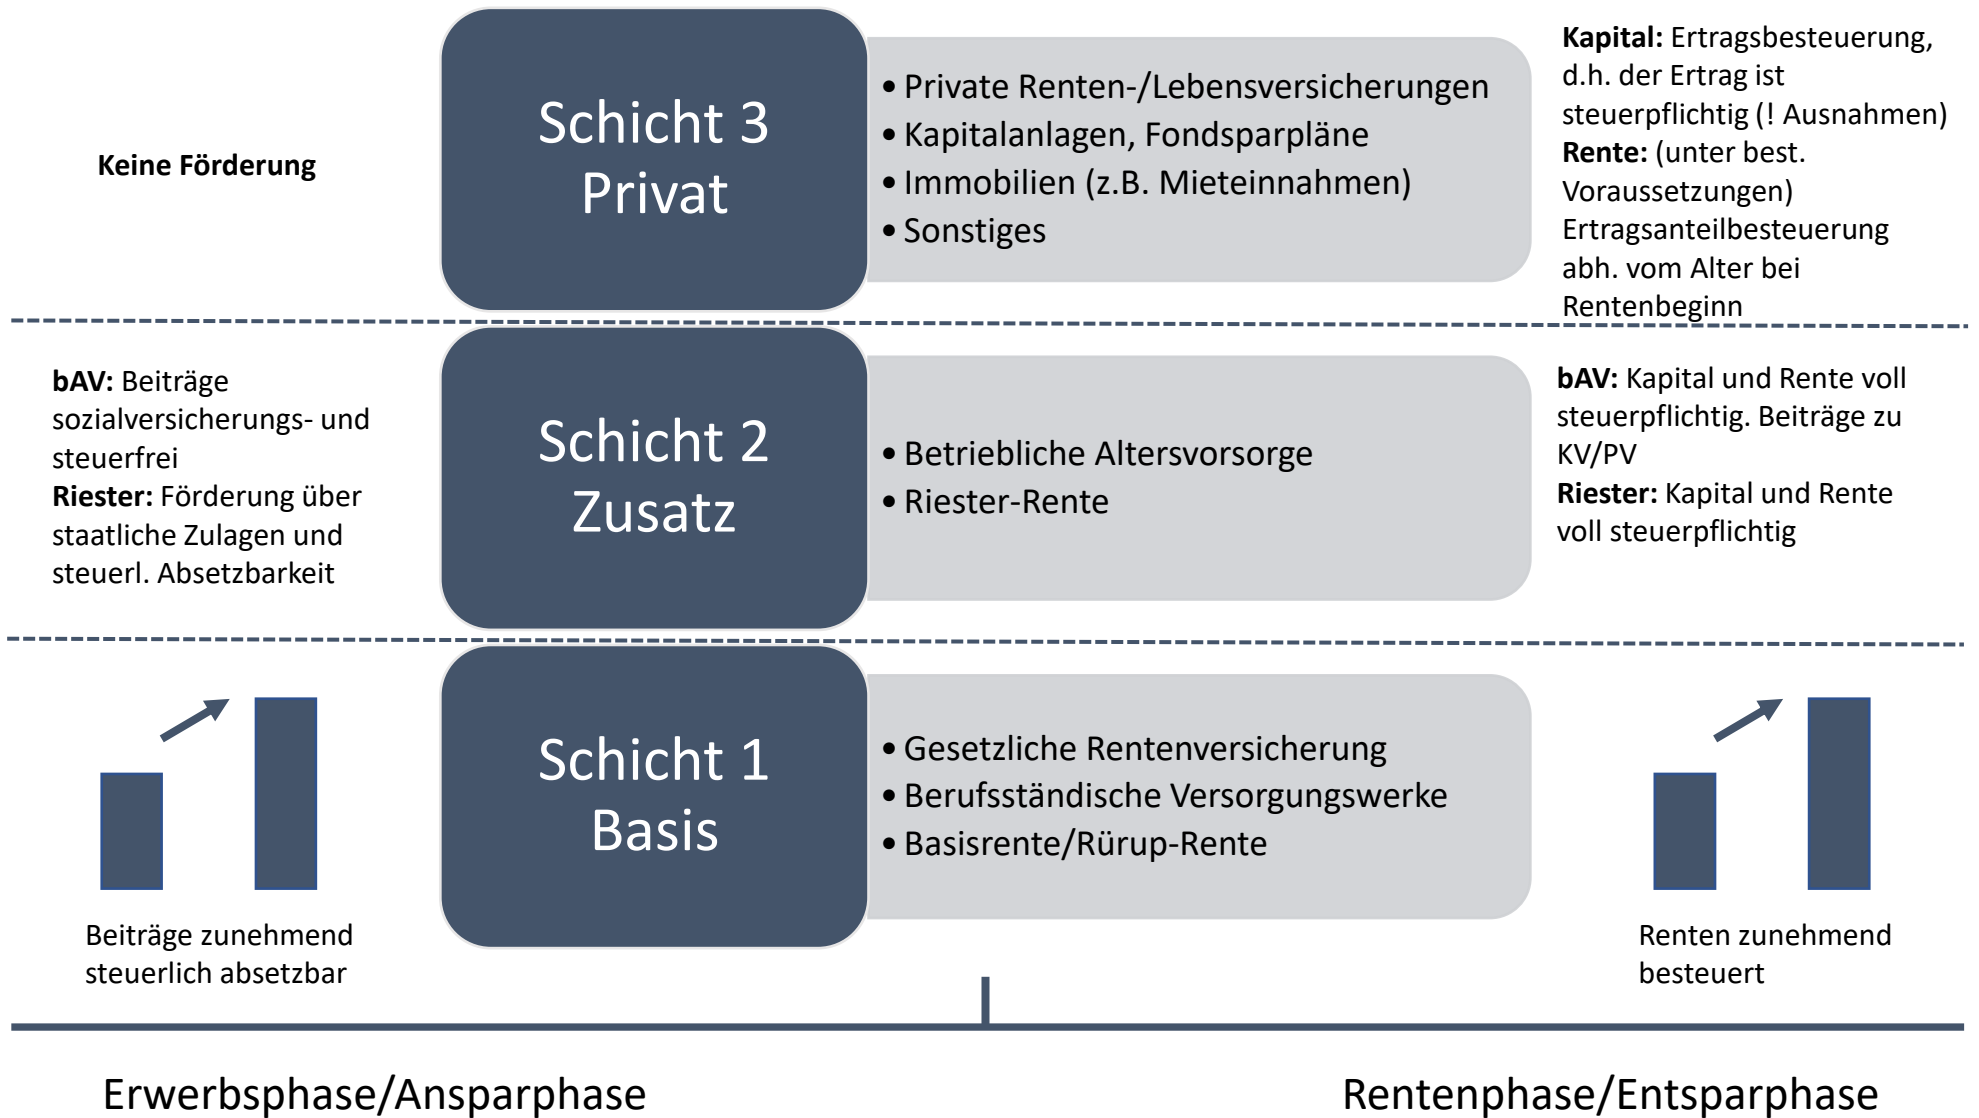 Keine Förderung
Schicht 3
Privat
• Private Renten-/Lebensversicherungen
• Kapitalanlagen, Fondsparpläne
• Immobilien (z.B. Mieteinnahmen)
• Sonstiges
Kapital: Ertragsbesteuerung,
d.h. der Ertrag ist
steuerpflichtig (! Ausnahmen)
Rente: (unter best.
Voraussetzungen)
Ertragsanteilbesteuerung
abh. vom Alter bei
Rentenbeginn
bAV: Beiträge
sozialversicherungs- und
steuerfrei
Riester: Förderung über
staatliche Zulagen und
steuerl. Absetzbarkeit
Schicht 2
Zusatz
• Betriebliche Altersvorsorge
• Riester-Rente
bAV: Kapital und Rente voll
steuerpflichtig. Beiträge zu
KV/PV
Riester: Kapital und Rente
voll steuerpflichtig
Beiträge zunehmend
steuerlich absetzbar
Schicht 1
Basis
• Gesetzliche Rentenversicherung
• Berufsständische Versorgungswerke
• Basisrente/Rürup-Rente
Renten zunehmend
besteuert
Erwerbsphase/Ansparphase
Rentenphase/Entsparphase